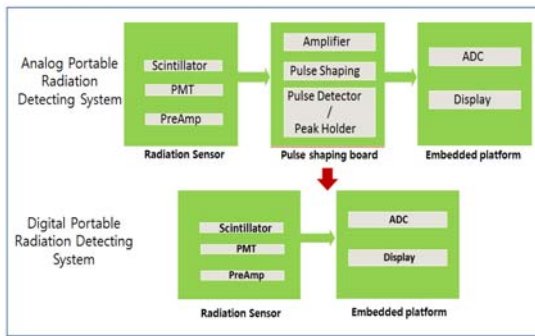 Analog Portable
Radiation
Detecting System
Scintillator
PMT
PreAmp
Radiation Sensor
Amplifier
Pulse Shaping
Pulse Detector
/
Peak Holder
Pulse shaping board
ADC
Display
Embedded platform
Digital Portable
Radiation Detecting
System
Scintillator
PMT
PreAmp
Radiation Sensor
ADC
Display
Embedded platform